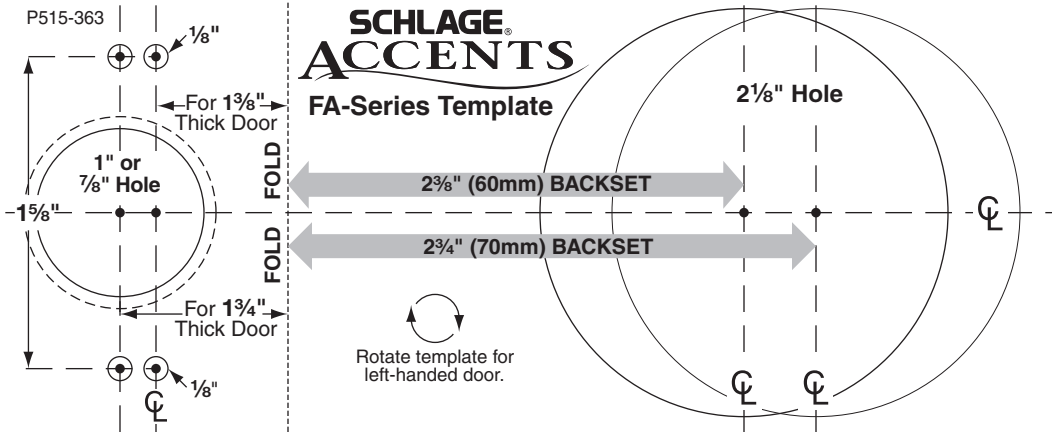 P515-363
1/8"
SCHLAGE®
ACCENTS
FA-Series Template
For 1 3/8"
Thick Door
2 1/8" Hole
1" or
7/8" Hole
1 5/8"
FOLD
FOLD
2 3/8" (60mm) BACKSET
2 3/4" (70mm) BACKSET
℄
For 1 3/4"
Thick Door
Rotate template for
left-handed door.
1/8"
℄
℄
℄